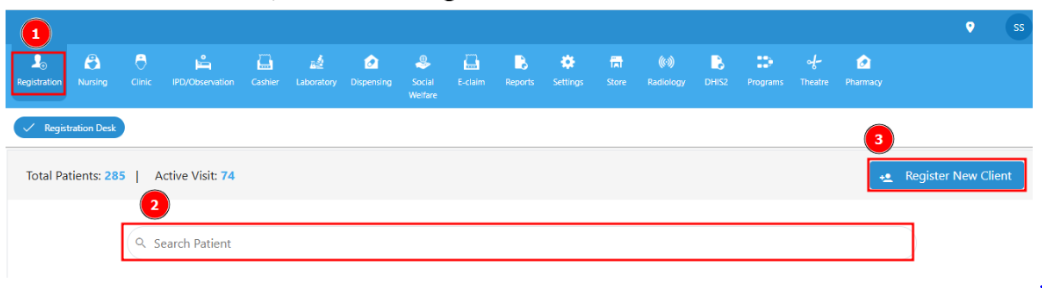 1
SS
Registration Nursing Clinic IPD/Observation Cashier Laboratory Dispensing Social Welfare E-claim Reports Settings Store Radiology DHIS2 Programs Theatre Pharmacy
Registration Desk
3
Total Patients: 285 | Active Visit: 74
Register New Client
2
Search Patient